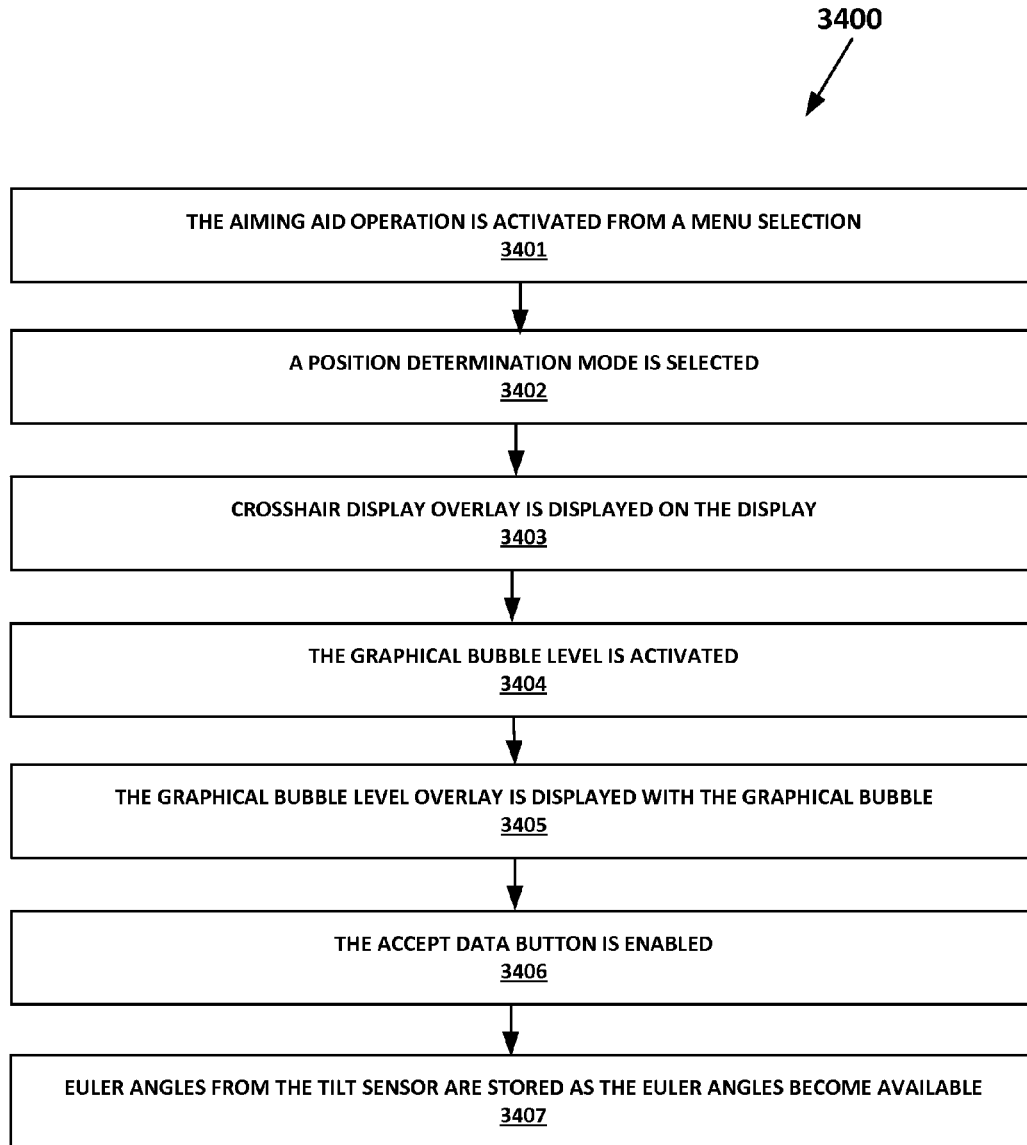 3400
THE AIMING AID OPERATION IS ACTIVATED FROM A MENU SELECTION
3401
A POSITION DETERMINATION MODE IS SELECTED
3402
CROSSHAIR DISPLAY OVERLAY IS DISPLAYED ON THE DISPLAY
3403
THE GRAPHICAL BUBBLE LEVEL IS ACTIVATED
3404
THE GRAPHICAL BUBBLE LEVEL OVERLAY IS DISPLAYED WITH THE GRAPHICAL BUBBLE
3405
THE ACCEPT DATA BUTTON IS ENABLED
3406
EULER ANGLES FROM THE TILT SENSOR ARE STORED AS THE EULER ANGLES BECOME AVAILABLE
3407